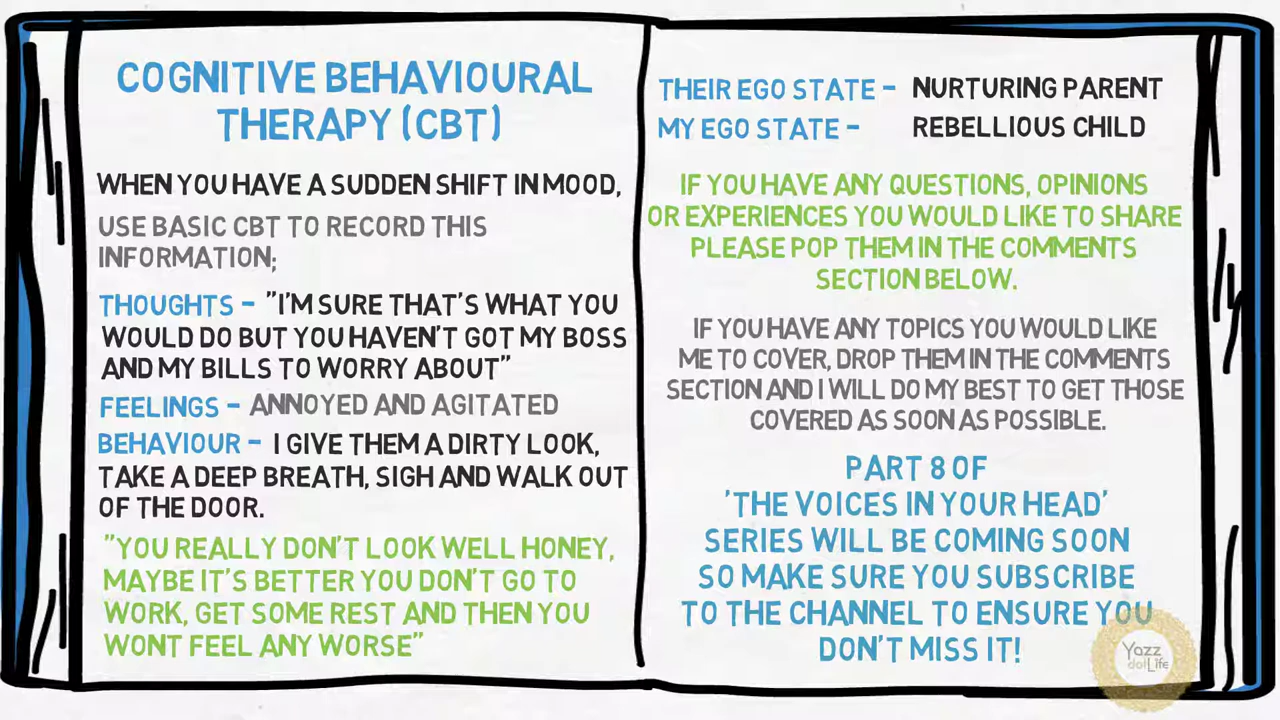 COGNITIVE BEHAVIOURAL
THERAPY (CBT)
WHEN YOU HAVE A SUDDEN SHIFT IN MOOD,
USE BASIC CBT TO RECORD THIS
INFORMATION;
THOUGHTS - "I'M SURE THAT'S WHAT YOU
WOULD DO BUT YOU HAVEN'T GOT MY BOSS
AND MY BILLS TO WORRY ABOUT"
FEELINGS - ANNOYED AND AGITATED
BEHAVIOUR - I GIVE THEM A DIRTY LOOK,
TAKE A DEEP BREATH, SIGH AND WALK OUT
OF THE DOOR.
"YOU REALLY DON'T LOOK WELL HONEY,
MAYBE IT'S BETTER YOU DON'T GO TO
WORK, GET SOME REST AND THEN YOU
WONT FEEL ANY WORSE"
THEIR EGO STATE - NURTURING PARENT
MY EGO STATE - REBELLIOUS CHILD
IF YOU HAVE ANY QUESTIONS, OPINIONS
OR EXPERIENCES YOU WOULD LIKE TO SHARE
PLEASE POP THEM IN THE COMMENTS
SECTION BELOW.
IF YOU HAVE ANY TOPICS YOU WOULD LIKE
ME TO COVER, DROP THEM IN THE COMMENTS
SECTION AND I WILL DO MY BEST TO GET THOSE
COVERED AS SOON AS POSSIBLE.
PART 8 OF
'THE VOICES IN YOUR HEAD'
SERIES WILL BE COMING SOON
SO MAKE SURE YOU SUBSCRIBE
TO THE CHANNEL TO ENSURE YOU
DON'T MISS IT!
Yazz
dotLife